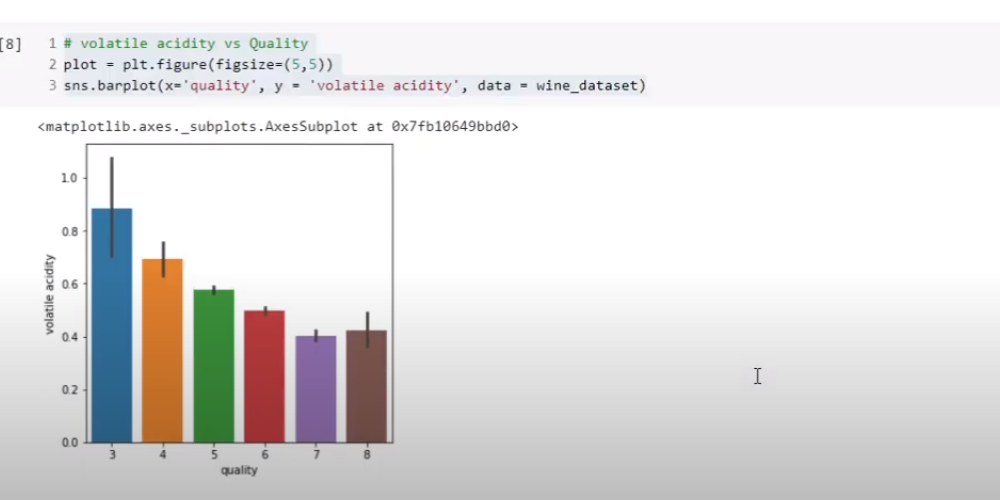 [8]
1 # volatile acidity vs Quality
2 plot = plt.figure(figsize=(5,5))
3 sns.barplot(x='quality', y = 'volatile acidity', data = wine_dataset)
<matplotlib.axes._subplots.AxesSubplot at 0x7fb10649bbd0>
1.0
0.8
0.6
0.4
0.2
0.0
volatile acidity
3 4 5 6 7 8
quality